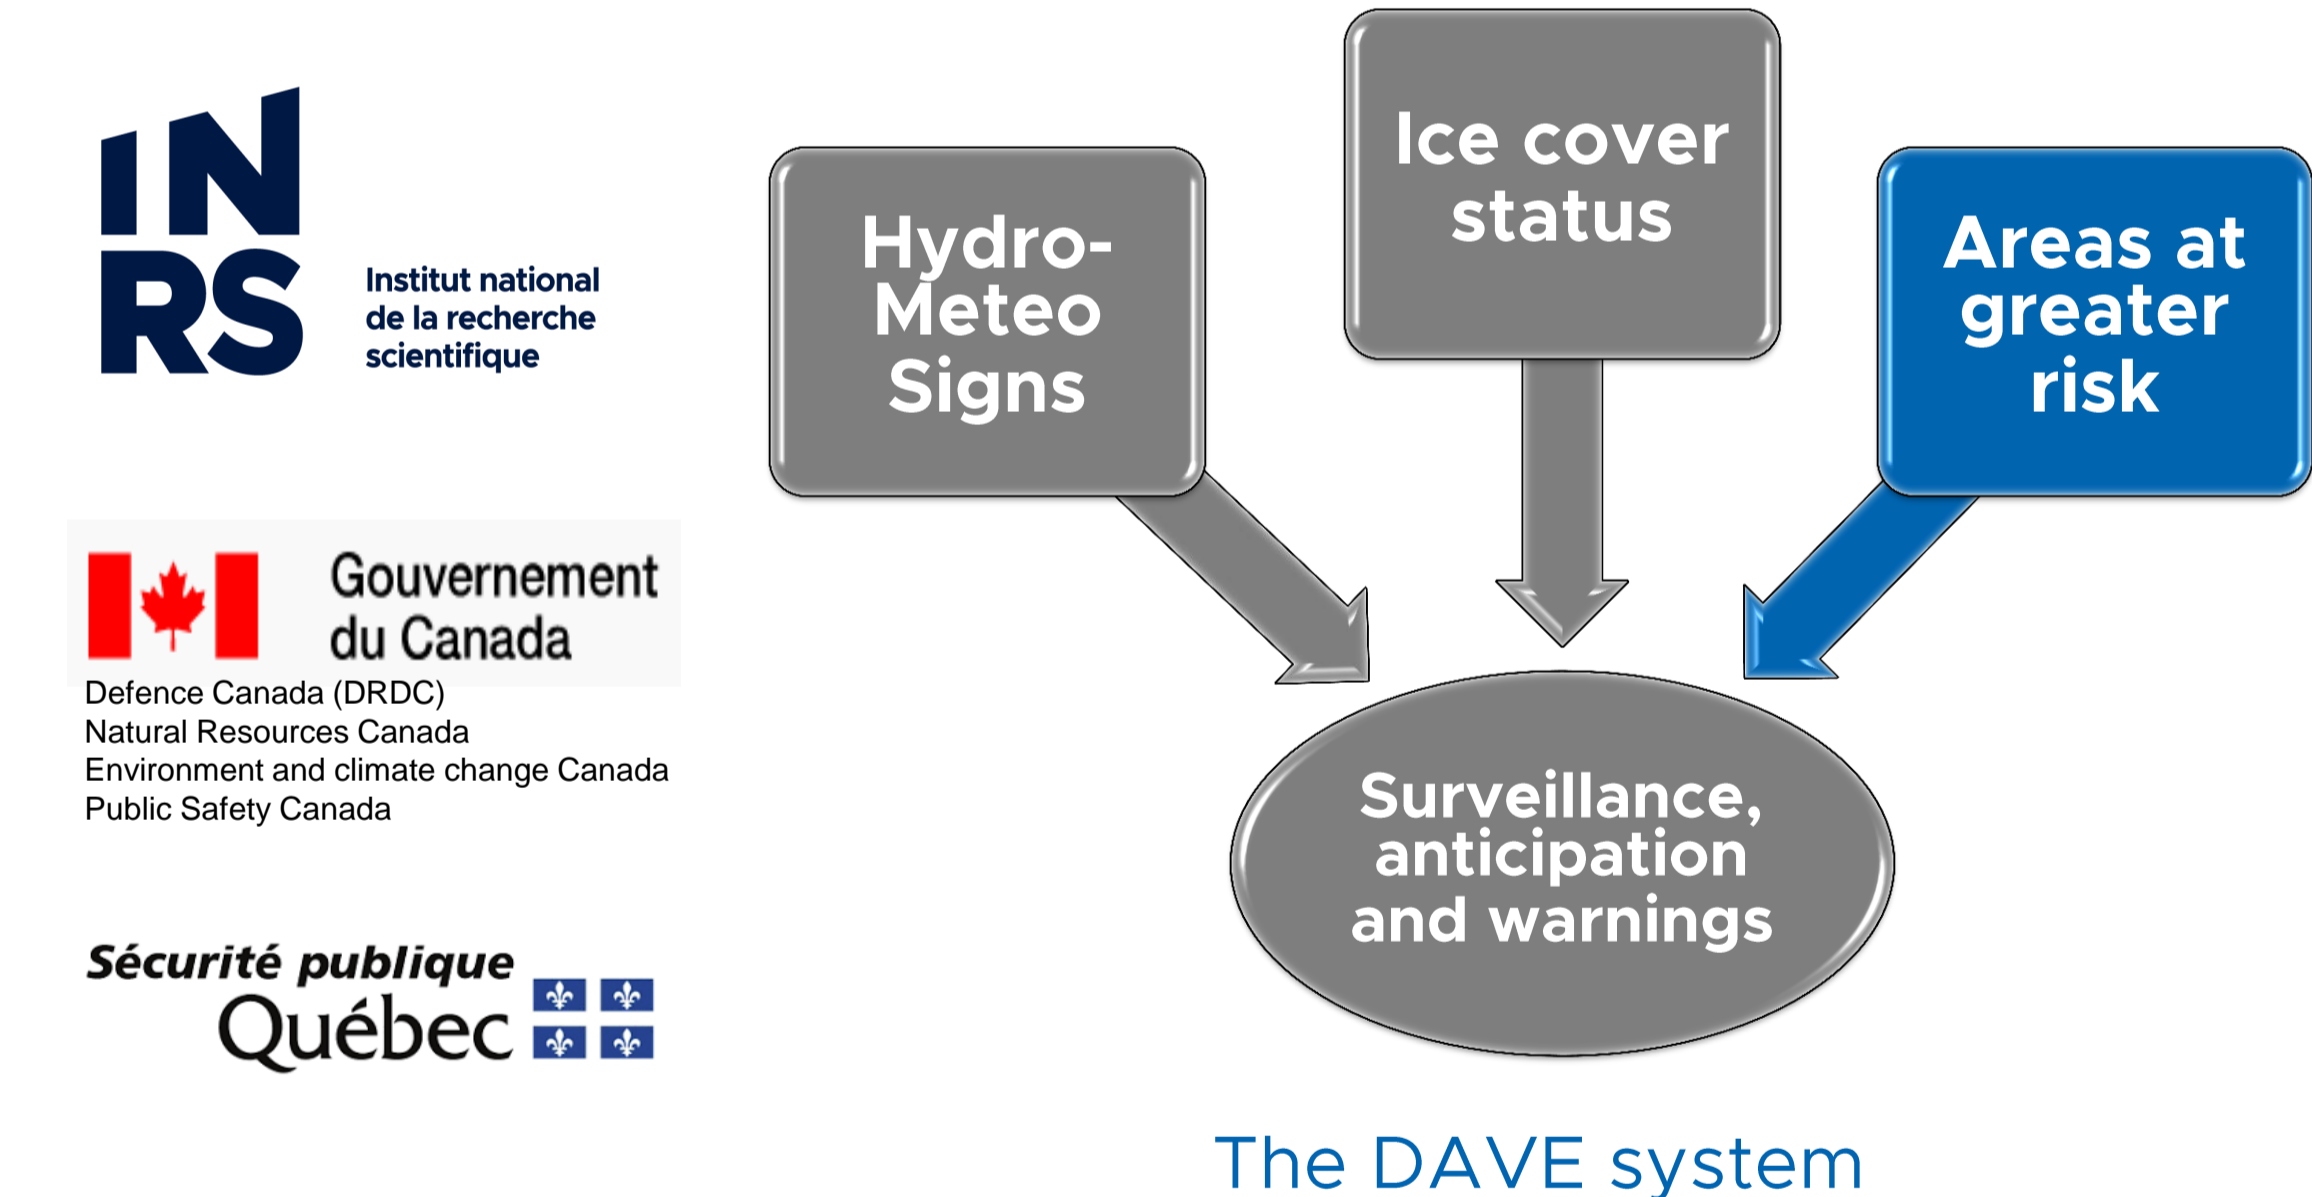 IN
RS
Institut national
de la recherche
scientifique
Gouvernement
du Canada
Defence Canada (DRDC)
Natural Resources Canada
Environment and climate change Canada
Public Safety Canada
Sécurité publique
Québec
Hydro-
Meteo
Signs
Ice cover
status
Areas at
greater
risk
Surveillance,
anticipation
and warnings
The DAVE system